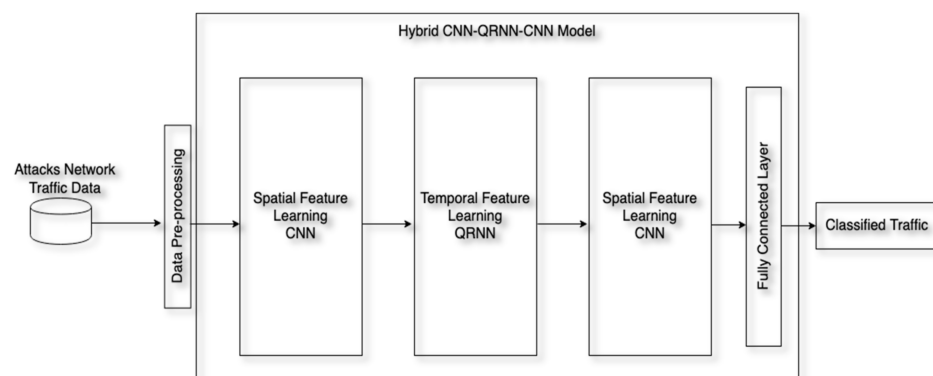 Hybrid CNN-QRNN-CNN Model
Attacks Network
Traffic Data
Data Pre-processing
Spatial Feature
Learning
CNN
Temporal Feature
Learning
QRNN
Spatial Feature
Learning
CNN
Fully Connected Layer
Classified Traffic